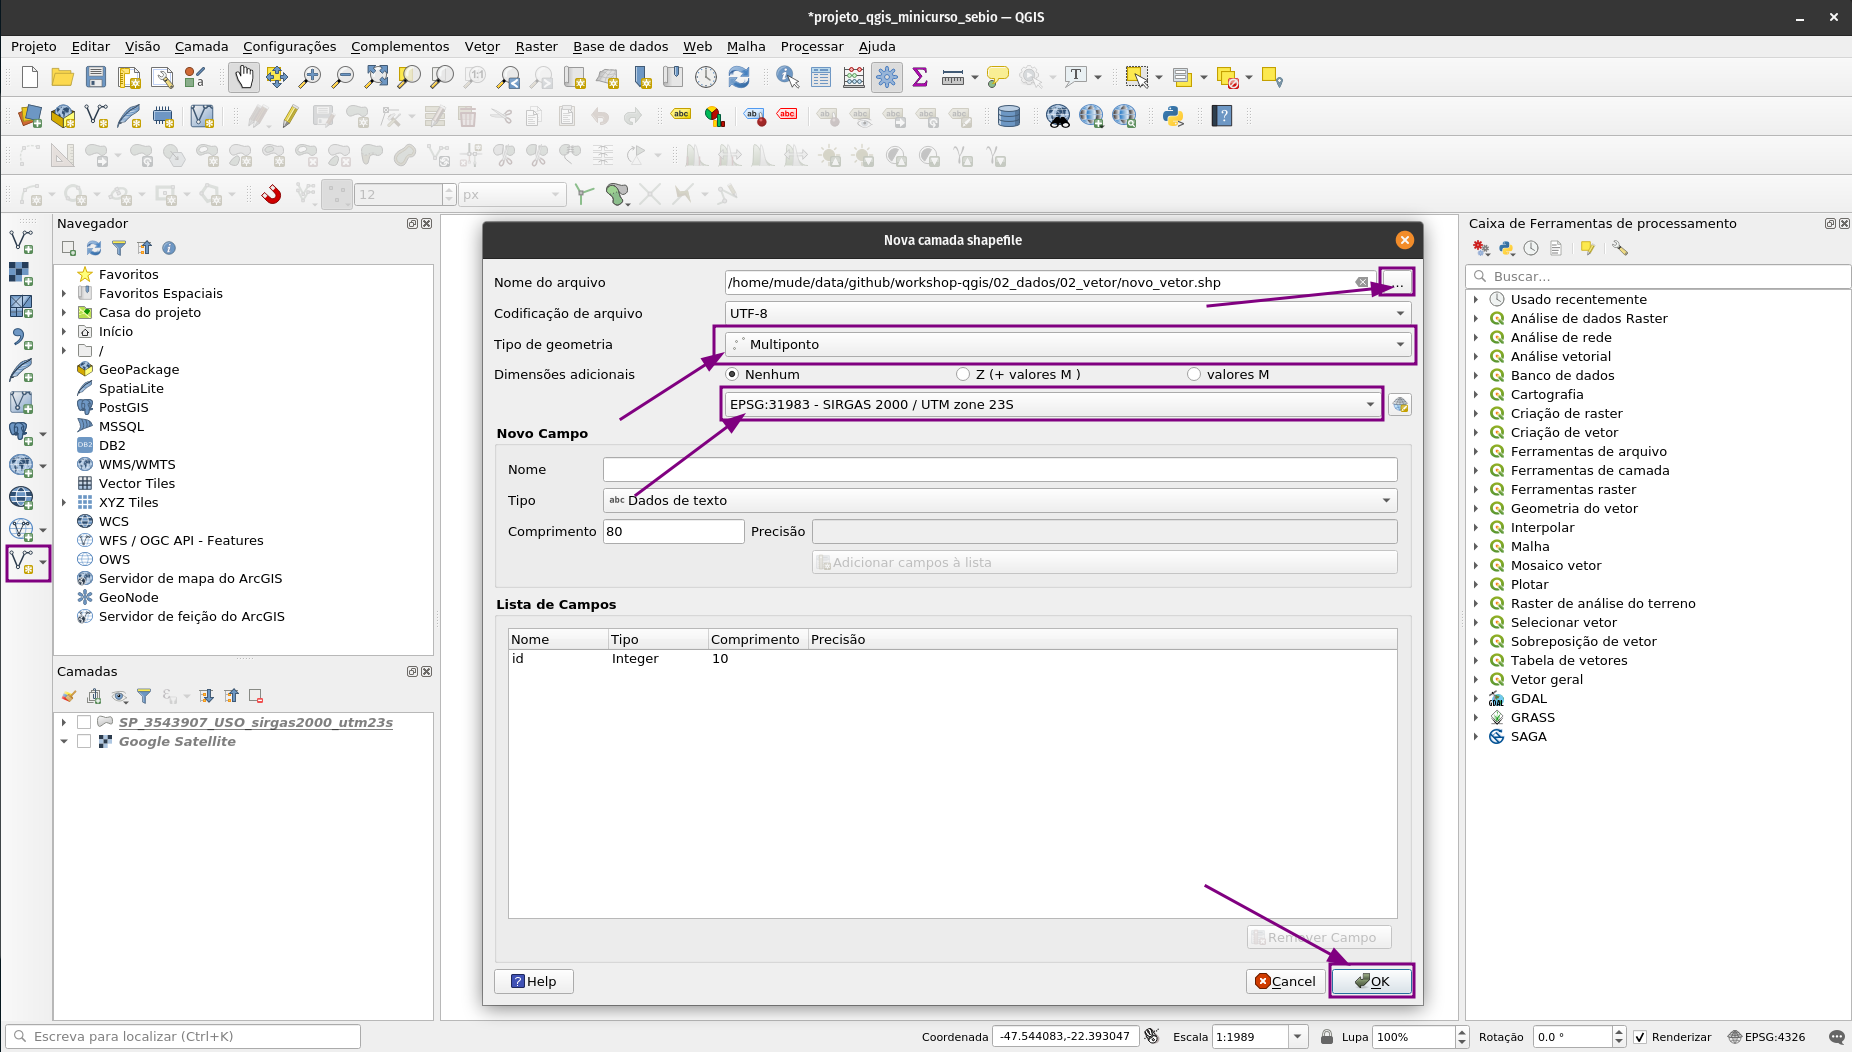 *projeto_qgis_minicurso_sebio — QGIS
Projeto Editar Visão Camada Configurações Complementos Vetor Raster Base de dados Web Malha Processar Ajuda
12 px
Navegador
Favoritos
Favoritos Espaciais
Casa do projeto
Início
/
GeoPackage
SpatiaLite
PostGIS
MSSQL
DB2
WMS/WMTS
Vector Tiles
XYZ Tiles
WCS
WFS / OGC API - Features
OWS
Servidor de mapa do ArcGIS
GeoNode
Servidor de feição do ArcGIS
Camadas
SP_3543907_USO_sirgas2000_utm23s
Google Satellite
Nova camada shapefile
Nome do arquivo /home/mude/data/github/workshop-qgis/02_dados/02_vetor/novo_vetor.shp ...
Codificação de arquivo UTF-8
Tipo de geometria Multiponto
Dimensões adicionais Nenhum Z (+ valores M ) valores M
EPSG:31983 - SIRGAS 2000 / UTM zone 23S
Novo Campo
Nome
Tipo abc Dados de texto
Comprimento 80 Precisão
Adicionar campos à lista
Lista de Campos
Nome Tipo Comprimento Precisão
id Integer 10
Remover Campo
Help Cancel OK
Caixa de Ferramentas de processamento
Buscar...
Usado recentemente
Análise de dados Raster
Análise de rede
Análise vetorial
Banco de dados
Cartografia
Criação de raster
Criação de vetor
Ferramentas de arquivo
Ferramentas de camada
Ferramentas raster
Geometria do vetor
Interpolar
Malha
Mosaico vetor
Plotar
Raster de análise do terreno
Selecionar vetor
Sobreposição de vetor
Tabela de vetores
Vetor geral
GDAL
GRASS
SAGA
Escreva para localizar (Ctrl+K) Coordenada -47.544083,-22.393047 Escala 1:1989 Lupa 100% Rotação 0.0 ° Renderizar EPSG:4326